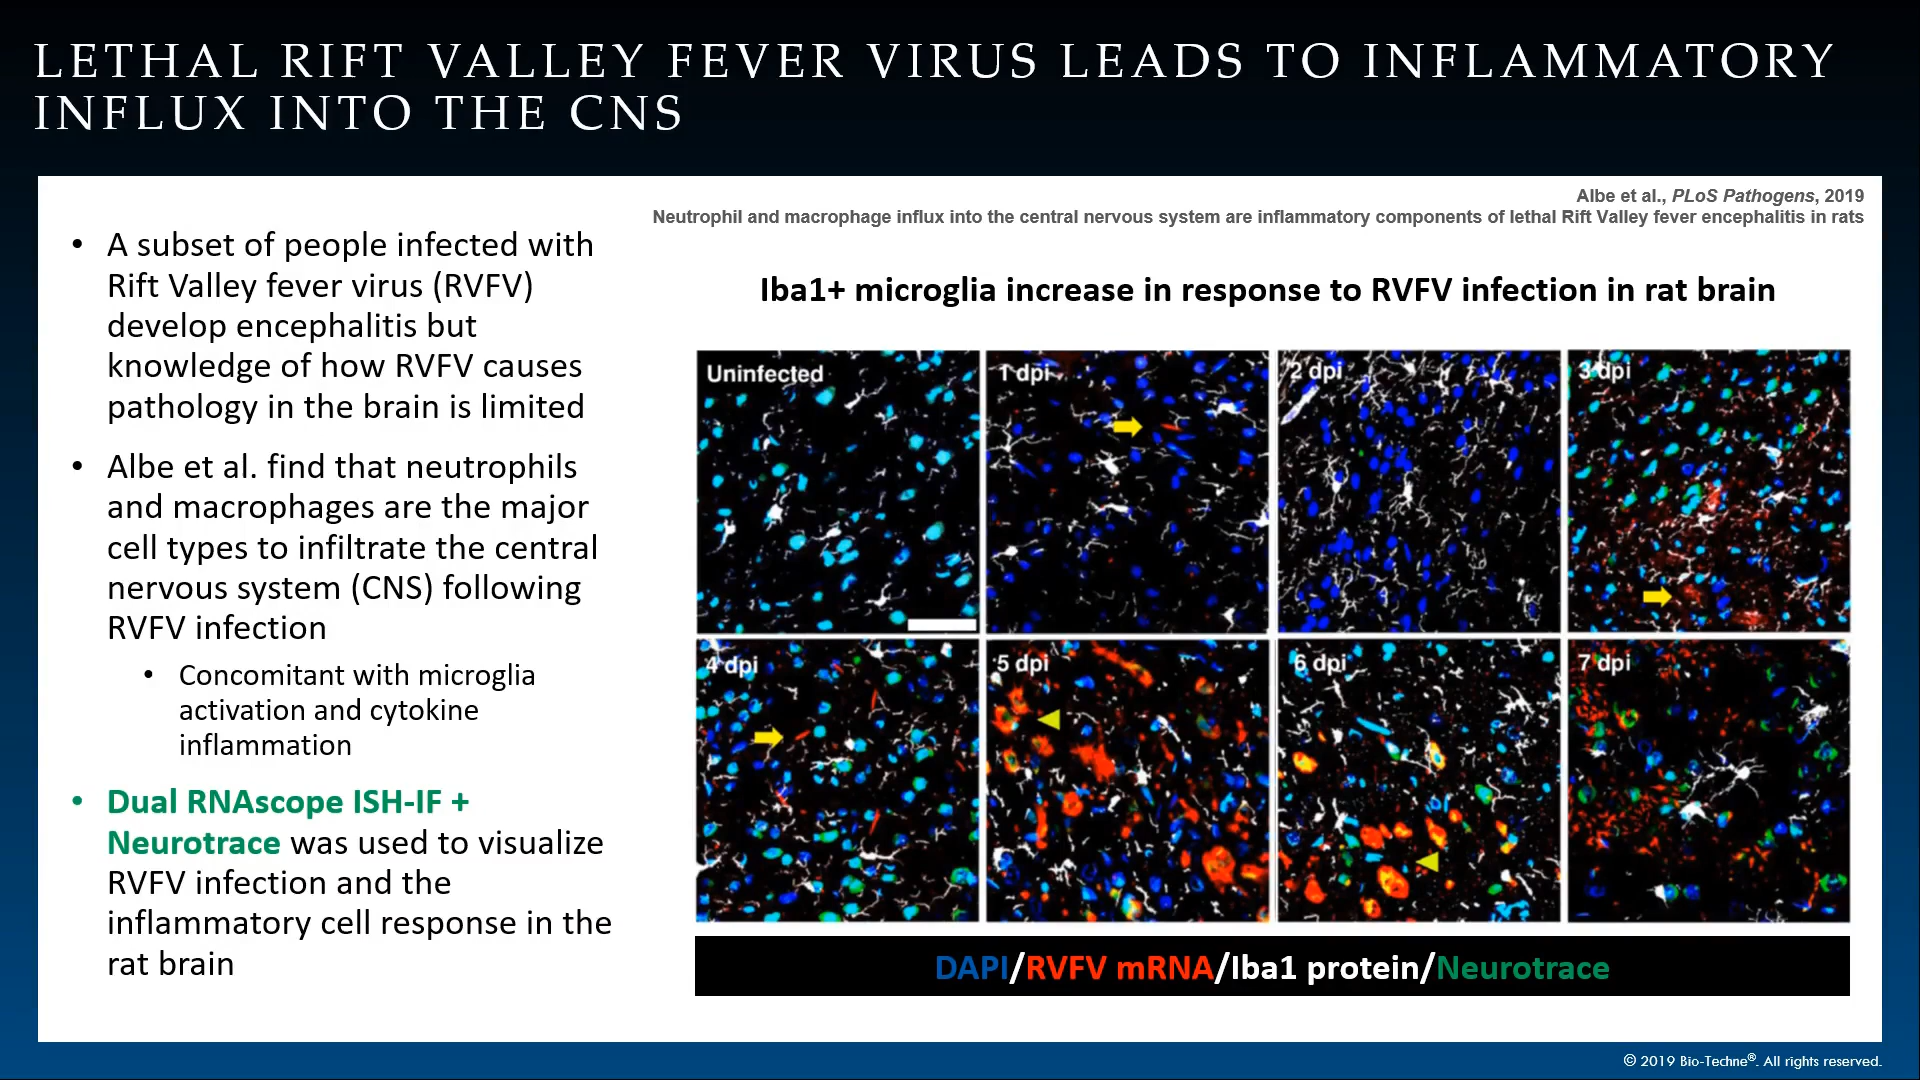 LETHAL RIFT VALLEY FEVER VIRUS LEADS TO INFLAMMATORY
INFLUX INTO THE CNS
Albe et al., PLoS Pathogens, 2019
Neutrophil and macrophage influx into the central nervous system are inflammatory components of lethal Rift Valley fever encephalitis in rats
• A subset of people infected with
Rift Valley fever virus (RVFV)
develop encephalitis but
knowledge of how RVFV causes
pathology in the brain is limited
• Albe et al. find that neutrophils
and macrophages are the major
cell types to infiltrate the central
nervous system (CNS) following
RVFV infection
• Concomitant with microglia
activation and cytokine
inflammation
• Dual RNAscope ISH-IF +
Neurotrace was used to visualize
RVFV infection and the
inflammatory cell response in the
rat brain
Iba1+ microglia increase in response to RVFV infection in rat brain
Uninfected
1 dpi
2 dpi
3 dpi
4 dpi
5 dpi
6 dpi
7 dpi
DAPI/RVFV mRNA/Iba1 protein/Neurotrace
© 2019 Bio-Techne®. All rights reserved.